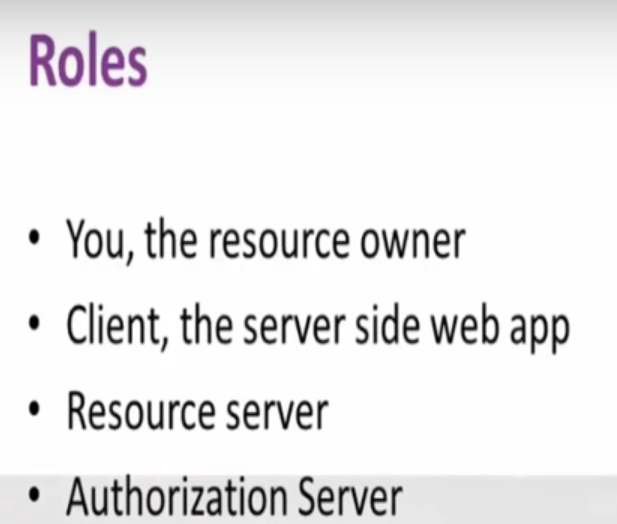 Roles
• You, the resource owner
• Client, the server side web app
• Resource server
• Authorization Server